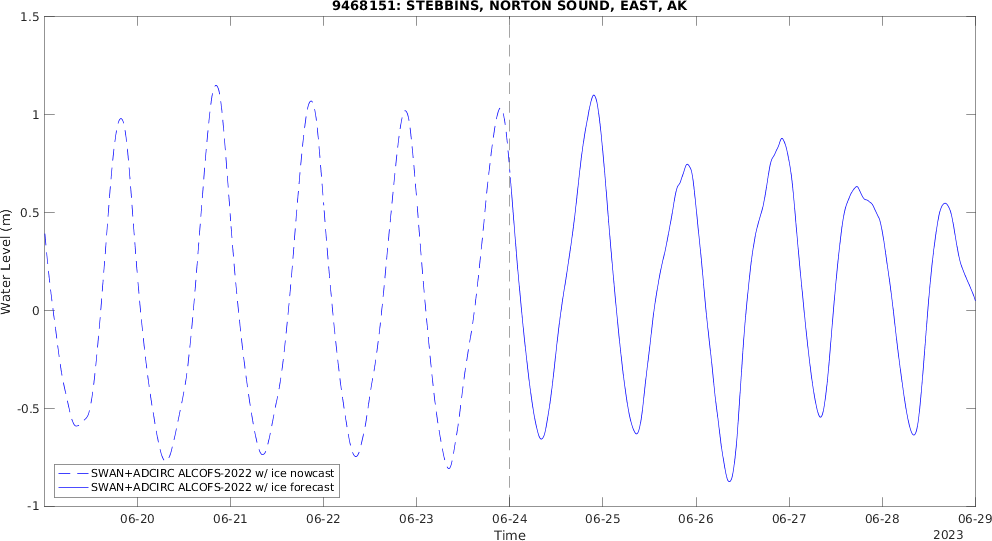 9468151: STEBBINS, NORTON SOUND, EAST, AK
1.5
1
0.5
0
-0.5
-1
Water Level (m)
SWAN+ADCIRC ALCOFS-2022 w/ ice nowcast
SWAN+ADCIRC ALCOFS-2022 w/ ice forecast
06-20 06-21 06-22 06-23 06-24 06-25 06-26 06-27 06-28 06-29
Time
2023